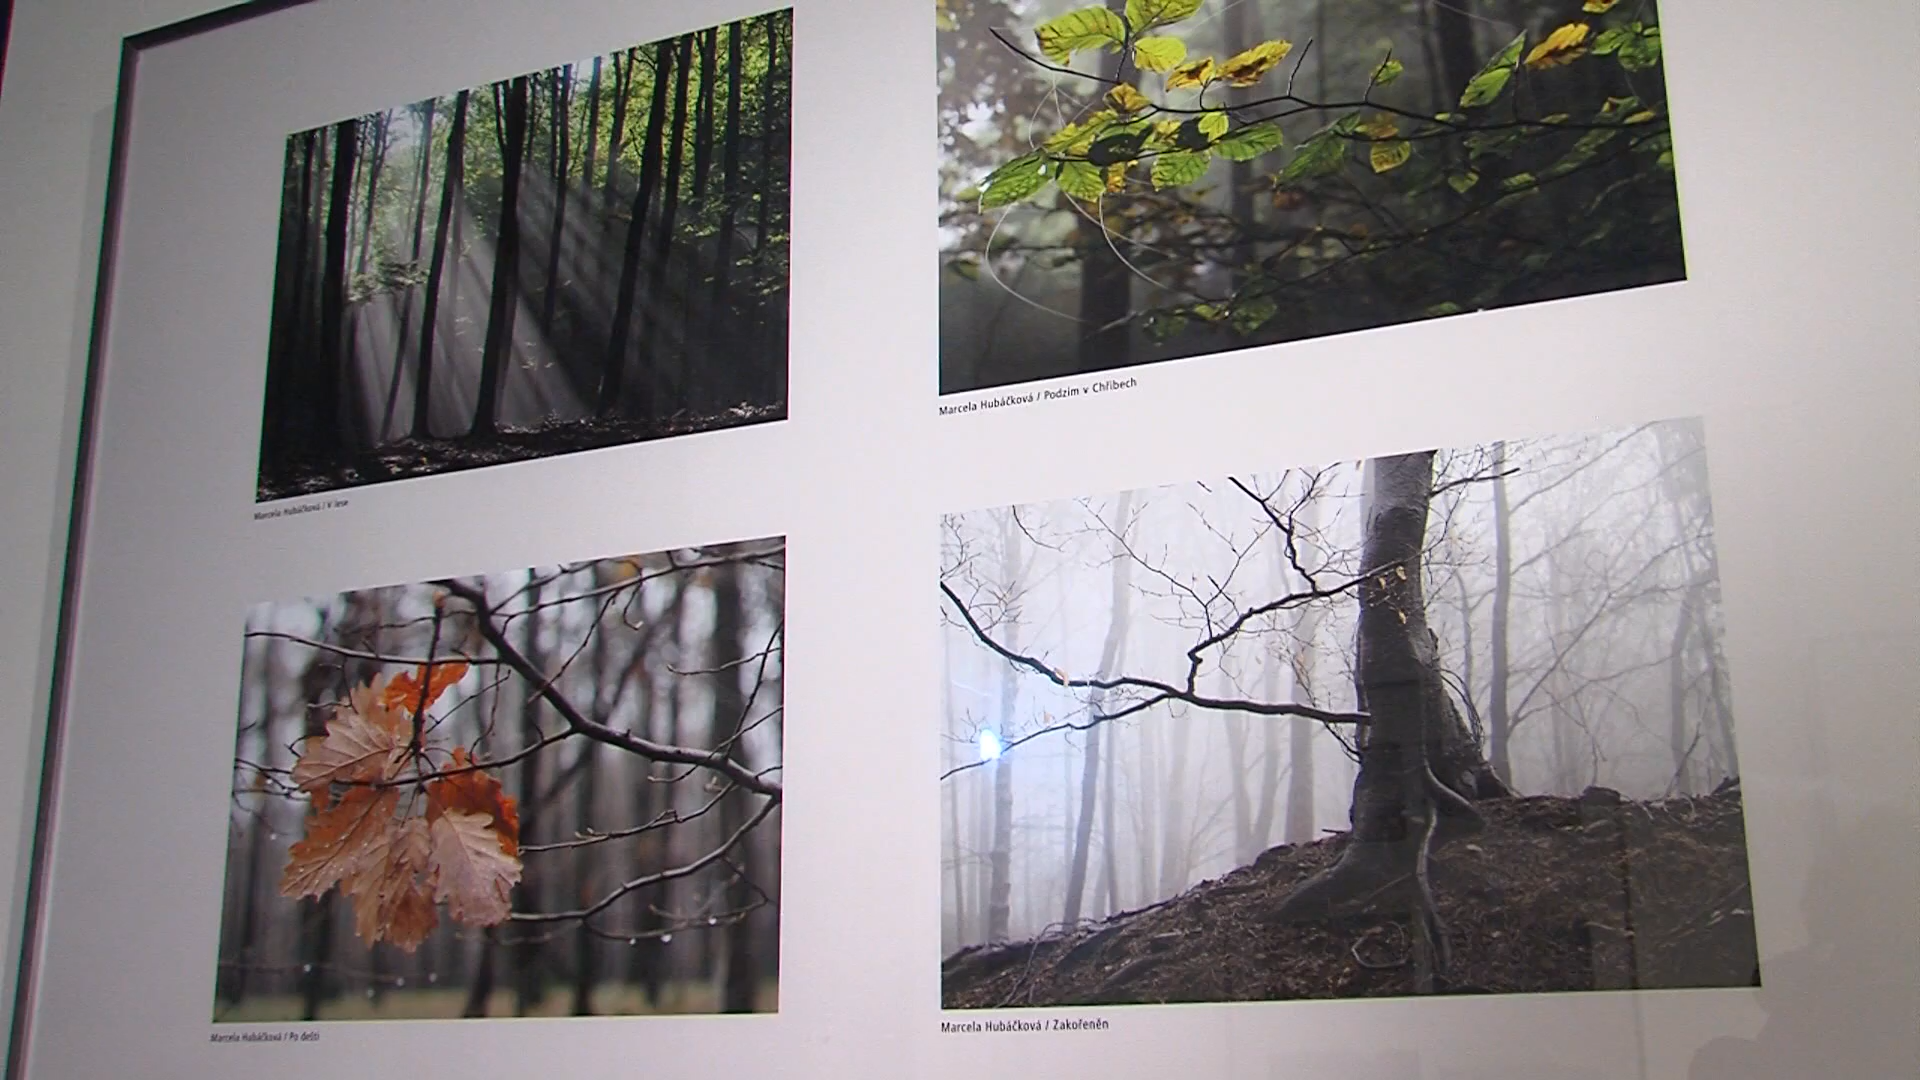 Marcela Hubáčková / V lese
Marcela Hubáčková / Podzim v Chřibech
Marcela Hubáčková / Po dešti
Marcela Hubáčková / Zakořeněn